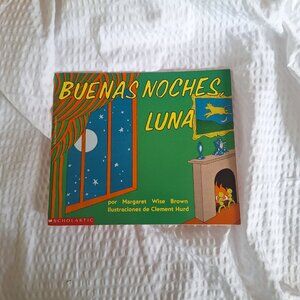 BUENAS NOCHES,
LUNA
por Margaret Wise Brown
Ilustraciones de Clement Hurd
SCHOLASTIC